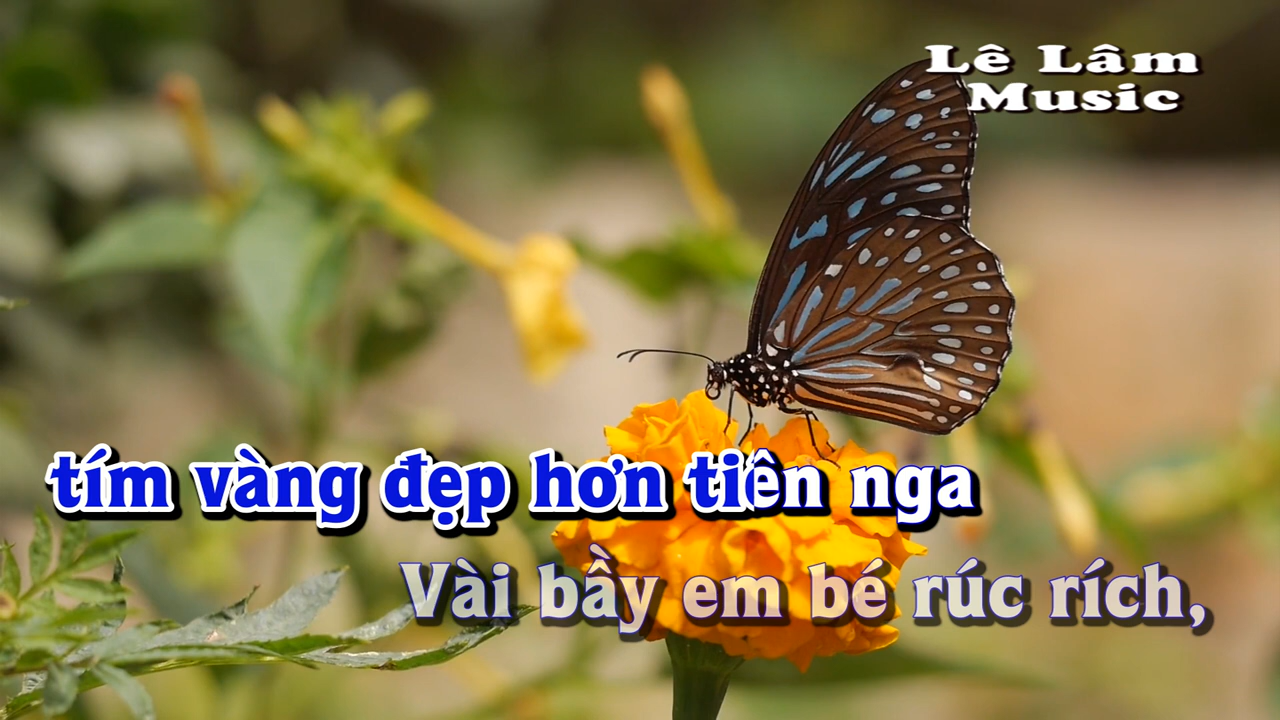 Lê Lâm
Music
tím vàng đẹp hơn tiên nga
Vài bầy em bé rúc rích,